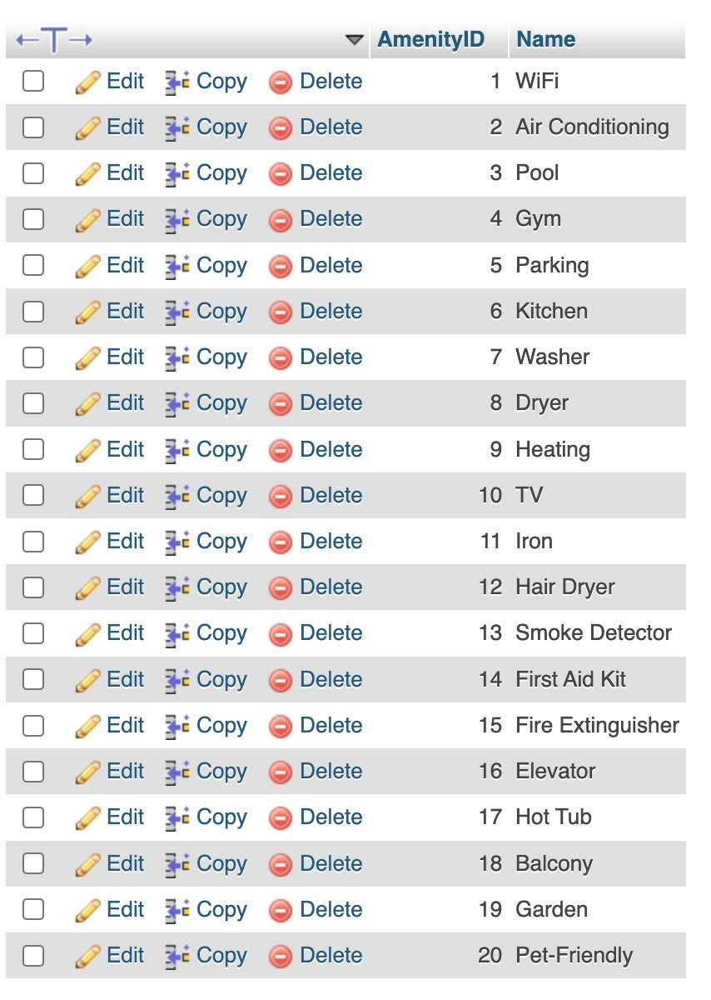 AmenityID Name
Edit Copy Delete 1 WiFi
Edit Copy Delete 2 Air Conditioning
Edit Copy Delete 3 Pool
Edit Copy Delete 4 Gym
Edit Copy Delete 5 Parking
Edit Copy Delete 6 Kitchen
Edit Copy Delete 7 Washer
Edit Copy Delete 8 Dryer
Edit Copy Delete 9 Heating
Edit Copy Delete 10 TV
Edit Copy Delete 11 Iron
Edit Copy Delete 12 Hair Dryer
Edit Copy Delete 13 Smoke Detector
Edit Copy Delete 14 First Aid Kit
Edit Copy Delete 15 Fire Extinguisher
Edit Copy Delete 16 Elevator
Edit Copy Delete 17 Hot Tub
Edit Copy Delete 18 Balcony
Edit Copy Delete 19 Garden
Edit Copy Delete 20 Pet-Friendly